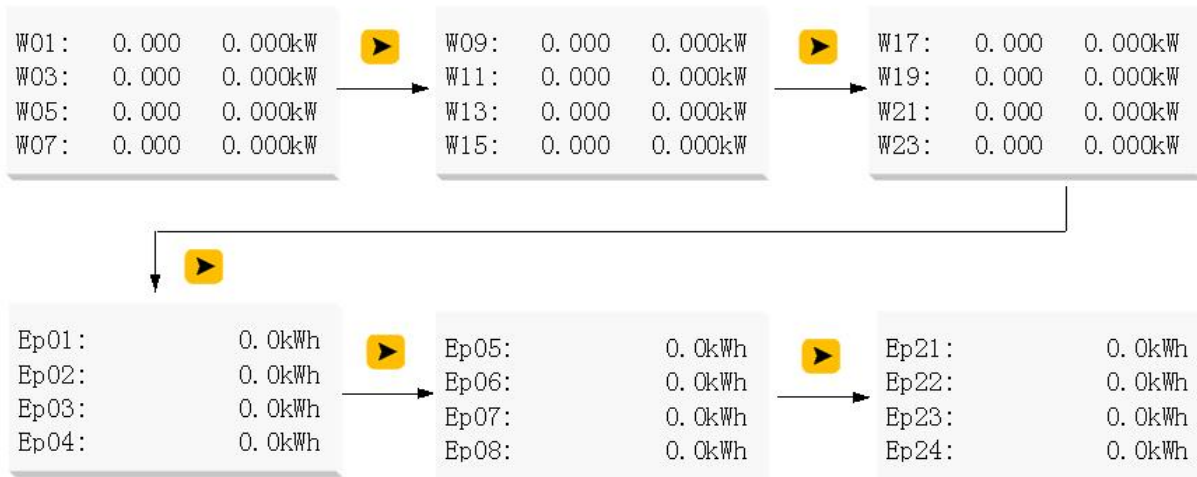 W01: 0.000 0.000kW
W03: 0.000 0.000kW
W05: 0.000 0.000kW
W07: 0.000 0.000kW
W09: 0.000 0.000kW
W11: 0.000 0.000kW
W13: 0.000 0.000kW
W15: 0.000 0.000kW
W17: 0.000 0.000kW
W19: 0.000 0.000kW
W21: 0.000 0.000kW
W23: 0.000 0.000kW
Ep01: 0.0kWh
Ep02: 0.0kWh
Ep03: 0.0kWh
Ep04: 0.0kWh
Ep05: 0.0kWh
Ep06: 0.0kWh
Ep07: 0.0kWh
Ep08: 0.0kWh
Ep21: 0.0kWh
Ep22: 0.0kWh
Ep23: 0.0kWh
Ep24: 0.0kWh